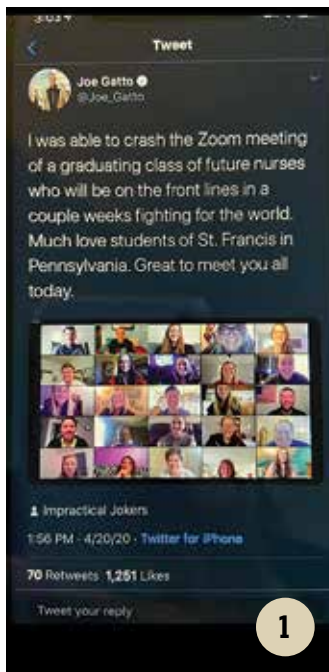 3:03
Tweet
Joe Gatto
@Joe_Gatto
I was able to crash the Zoom meeting
of a graduating class of future nurses
who will be on the front lines in a
couple weeks fighting for the world.
Much love students of St. Francis in
Pennsylvania. Great to meet you all
today.
Impractical Jokers
1:56 PM · 4/20/20 · Twitter for iPhone
70 Retweets 1,251 Likes
Tweet your reply
1